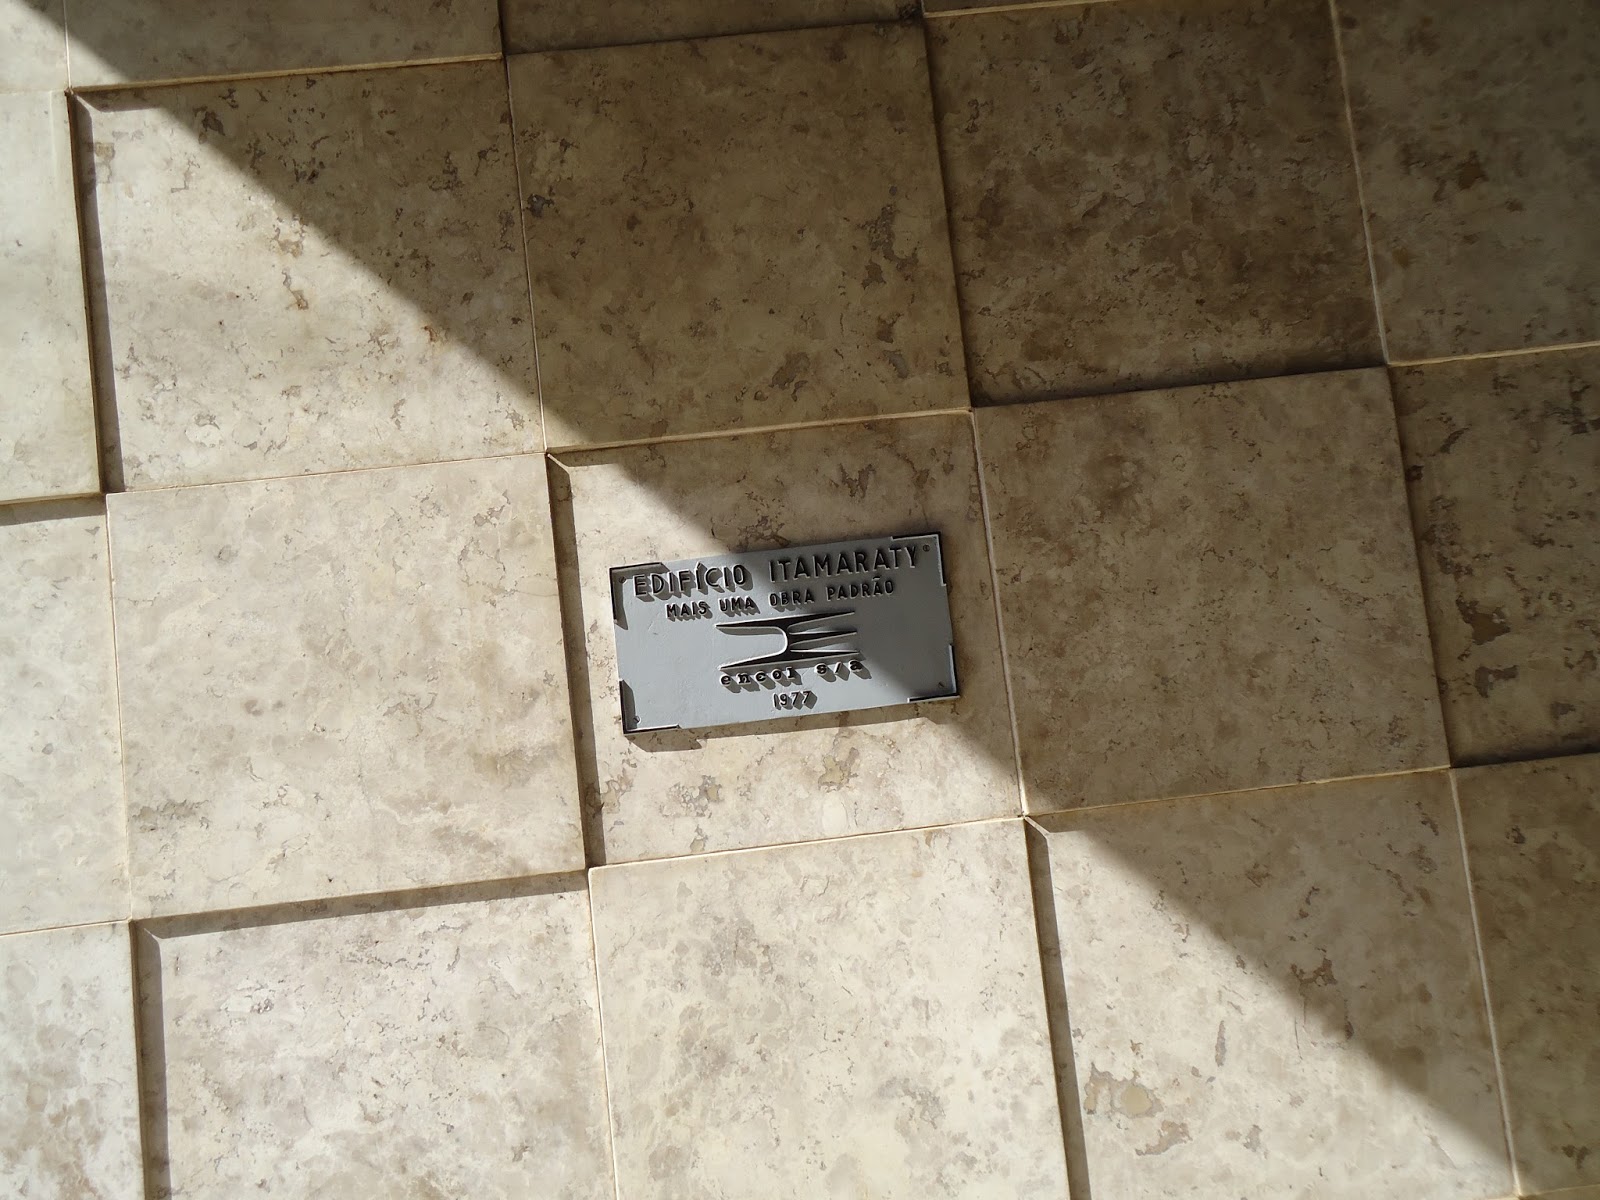 EDIFÍCIO ITAMARATY
MAIS UMA OBRA PADRÃO
encol s/a
1977